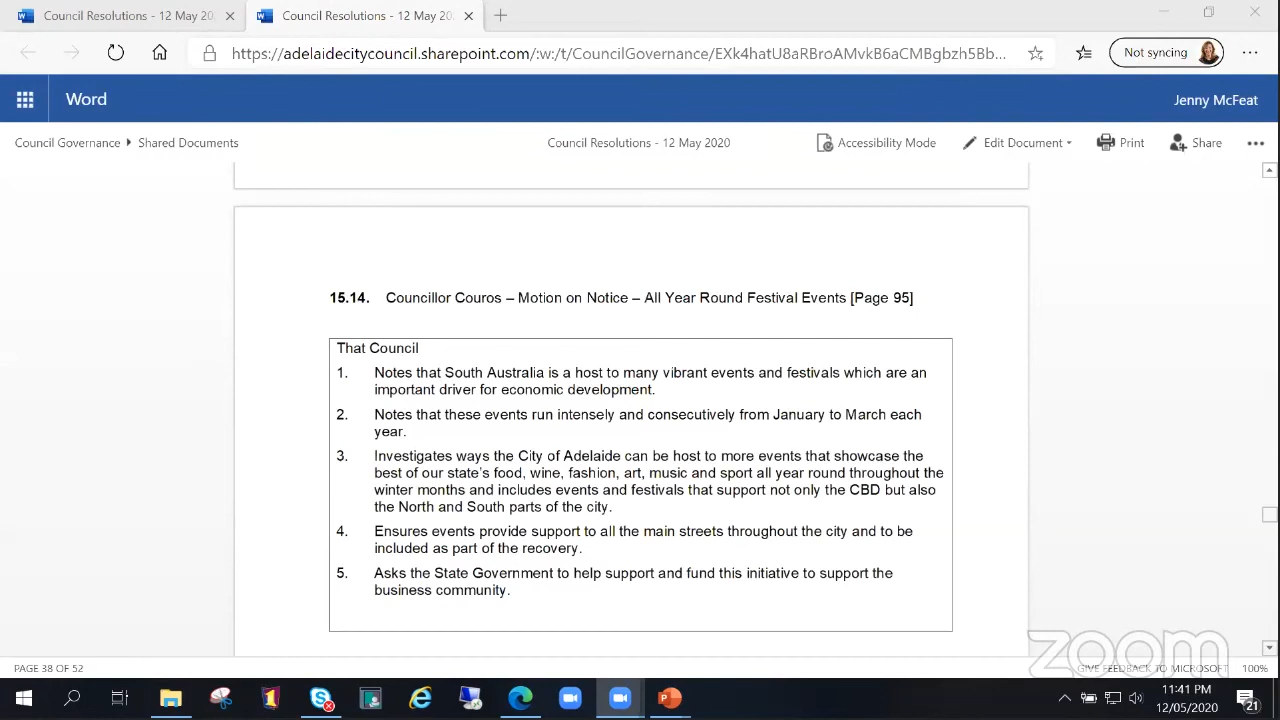 Council Resolutions - 12 May 20
Council Resolutions - 12 May 20
https://adelaidecitycouncil.sharepoint.com/:w:/t/CouncilGovernance/EXk4hatU8aRBroAMvkB6aCMBgbzh5Bb...
Not syncing
Word
Jenny McFeat
Council Governance
Shared Documents
Council Resolutions - 12 May 2020
Accessibility Mode
Edit Document
Print
Share
15.14. Councillor Couros – Motion on Notice – All Year Round Festival Events [Page 95]
That Council
1. Notes that South Australia is a host to many vibrant events and festivals which are an
important driver for economic development.
2. Notes that these events run intensely and consecutively from January to March each
year.
3. Investigates ways the City of Adelaide can be host to more events that showcase the
best of our state's food, wine, fashion, art, music and sport all year round throughout the
winter months and includes events and festivals that support not only the CBD but also
the North and South parts of the city.
4. Ensures events provide support to all the main streets throughout the city and to be
included as part of the recovery.
5. Asks the State Government to help support and fund this initiative to support the
business community.
zoom
PAGE 38 OF 52
GIVE FEEDBACK TO MICROSOFT
100%
11:41 PM
12/05/2020
21